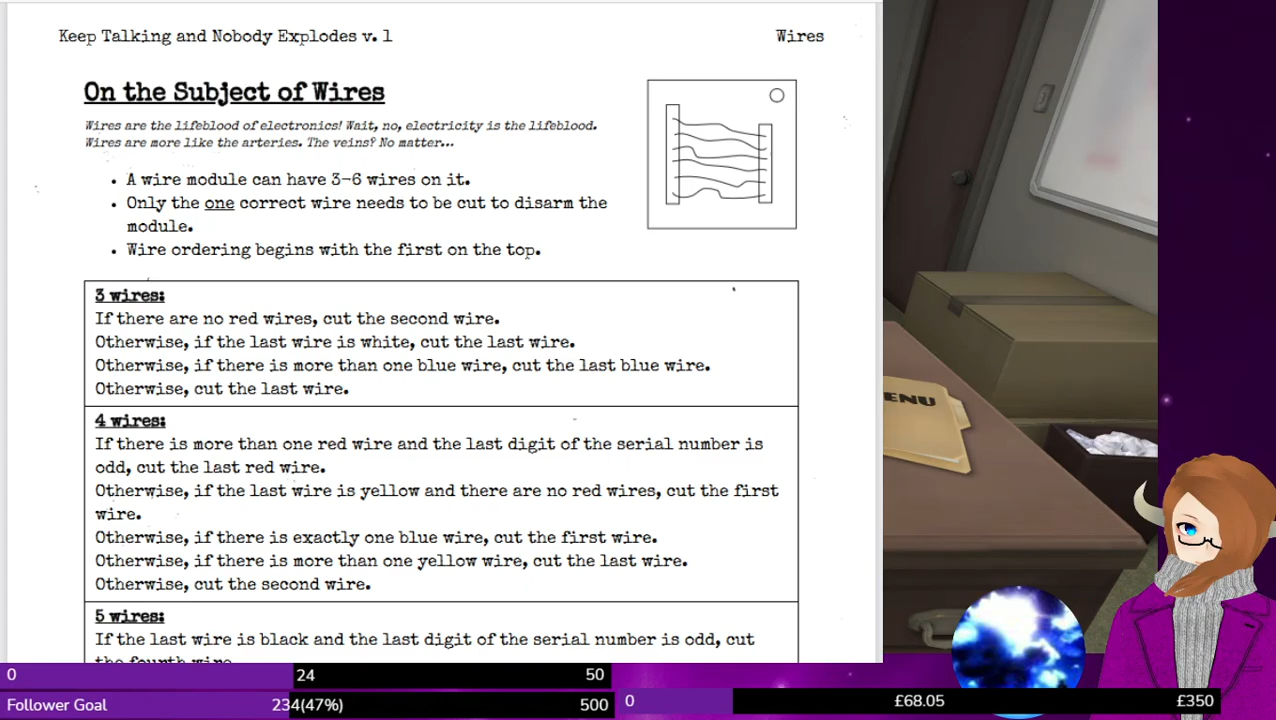 Keep Talking and Nobody Explodes v. 1
Wires
On the Subject of Wires
Wires are the lifeblood of electronics! Wait, no, electricity is the lifeblood.
Wires are more like the arteries. The veins? No matter...
• A wire module can have 3-6 wires on it.
• Only the one correct wire needs to be cut to disarm the
module.
• Wire ordering begins with the first on the top.
3 wires:
If there are no red wires, cut the second wire.
Otherwise, if the last wire is white, cut the last wire.
Otherwise, if there is more than one blue wire, cut the last blue wire.
Otherwise, cut the last wire.
4 wires:
If there is more than one red wire and the last digit of the serial number is
odd, cut the last red wire.
Otherwise, if the last wire is yellow and there are no red wires, cut the first
wire.
Otherwise, if there is exactly one blue wire, cut the first wire.
Otherwise, if there is more than one yellow wire, cut the last wire.
Otherwise, cut the second wire.
5 wires:
If the last wire is black and the last digit of the serial number is odd, cut
the fourth wire.
ENU
0 24 50
Follower Goal 234(47%) 500
0 £68.05 £350